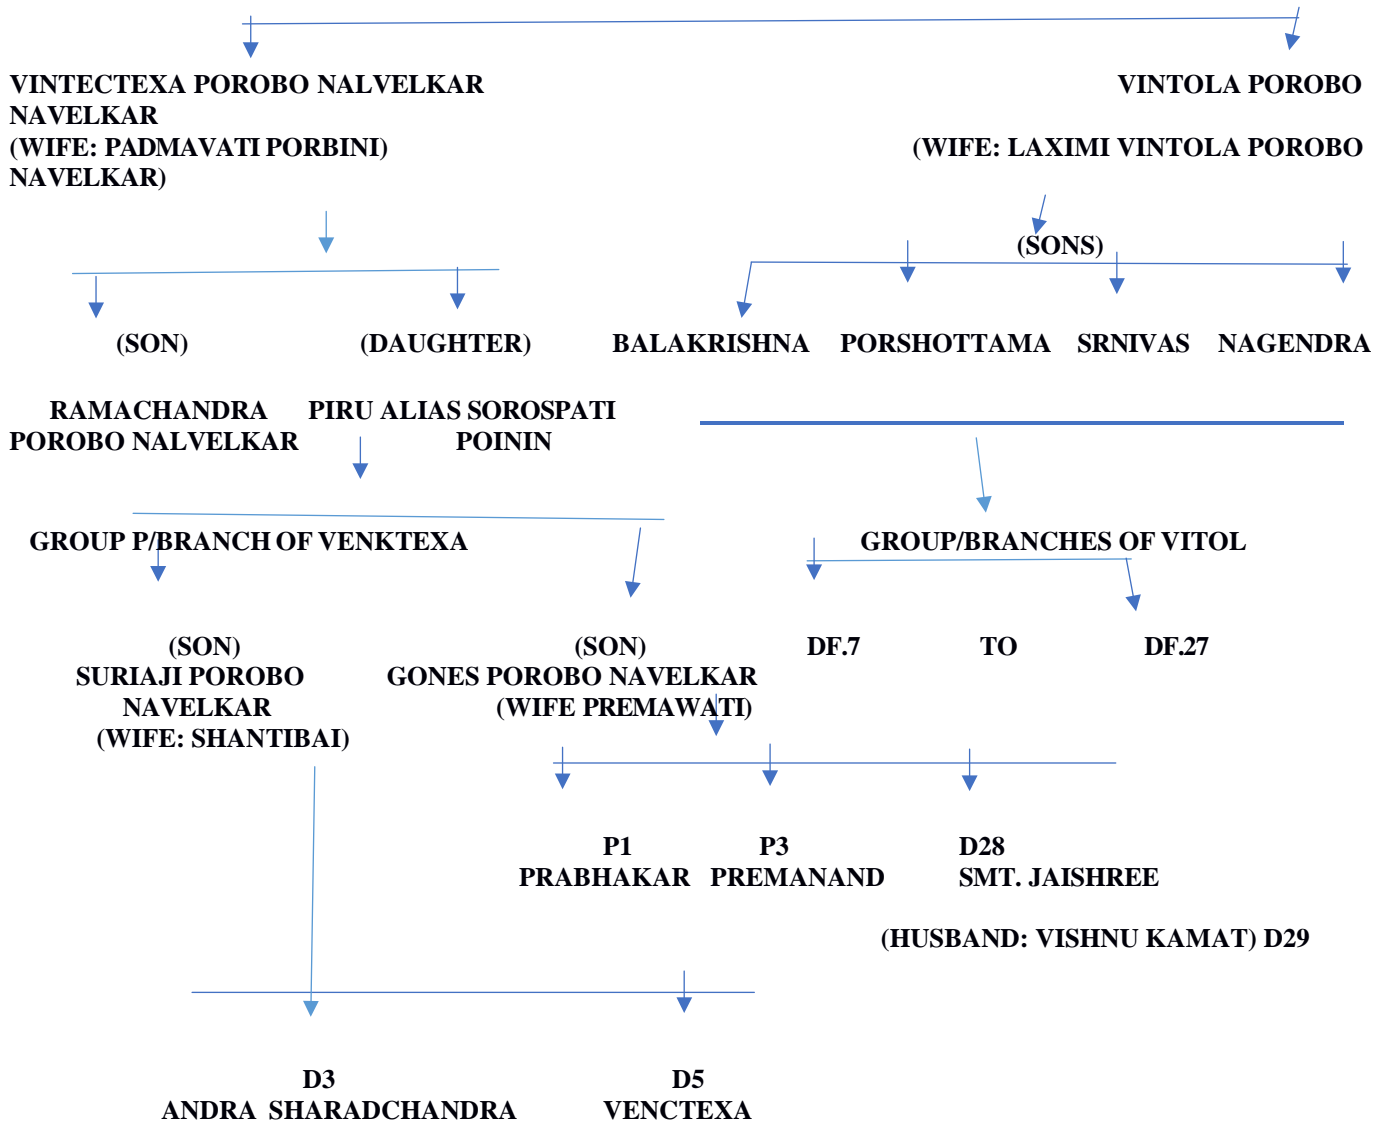 VINTECTEXA POROBO NALVELKAR VINTOLA POROBO
NAVELKAR
(WIFE: PADMAVATI PORBINI) (WIFE: LAXIMI VINTOLA POROBO
NAVELKAR)
(SONS)
(SON) (DAUGHTER) BALAKRISHNA PORSHOTTAMA SRNIVAS NAGENDRA
RAMACHANDRA PIRU ALIAS SOROSPATI
POROBO NALVELKAR POININ
GROUP P/BRANCH OF VENKTEXA GROUP/BRANCHES OF VITOL
(SON) (SON) DF.7 TO DF.27
SURIAJI POROBO GONES POROBO NAVELKAR
NAVELKAR (WIFE PREMAWATI)
(WIFE: SHANTIBAI)
P1 P3 D28
PRABHAKAR PREMANAND SMT. JAISHREE
(HUSBAND: VISHNU KAMAT) D29
D3 D5
ANDRA SHARADCHANDRA VENCTEXA